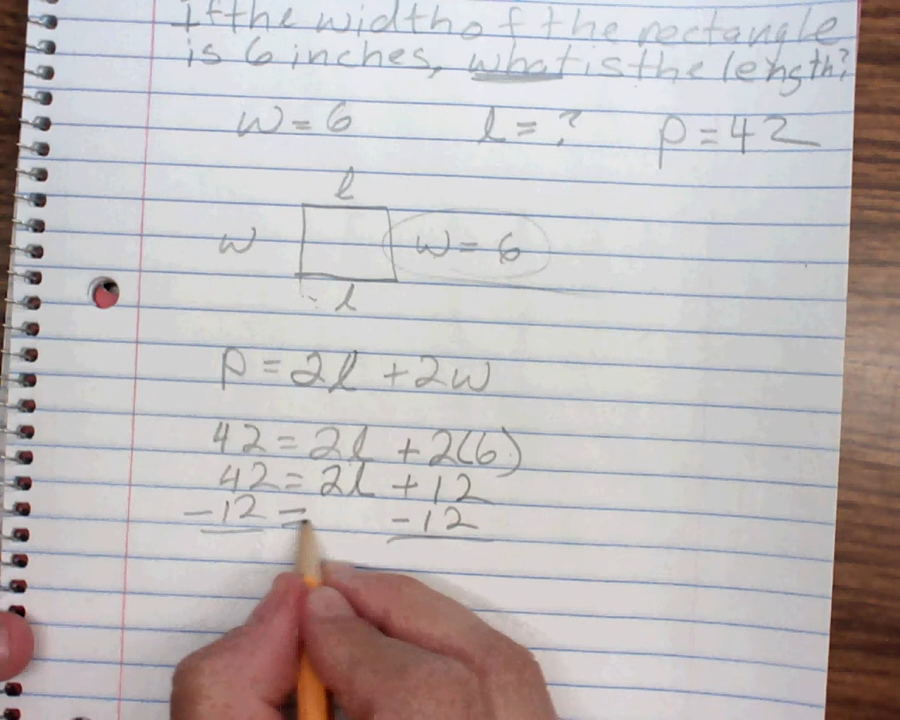 If the width of the rectangle
is 6 inches, what is the length?
w = 6 l = ? p = 42
l
w w = 6
l
P = 2l + 2w
42 = 2l + 2(6)
42 = 2l + 12
-12 = -12